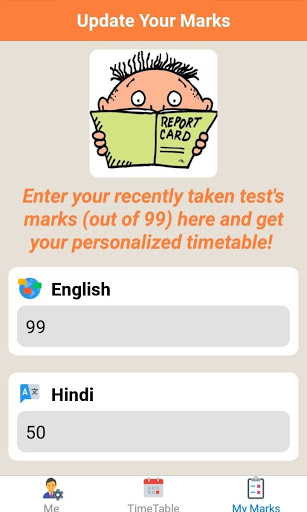 Update Your Marks
REPORT
CARD
Enter your recently taken test's
marks (out of 99) here and get
your personalized timetable!
English
99
A 文
Hindi
50
Me
TimeTable
My Marks